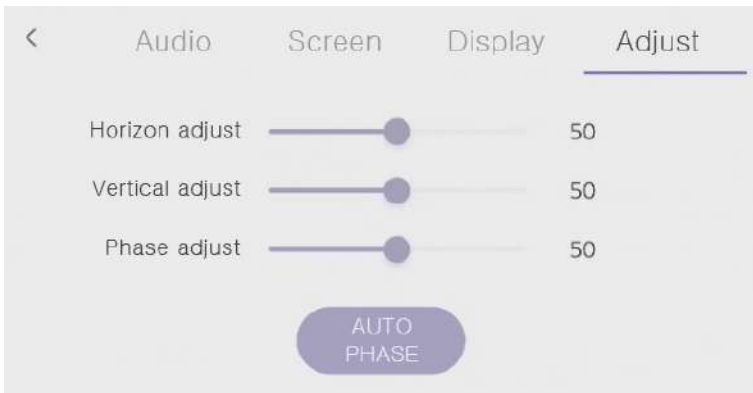 Audio Screen Display Adjust
Horizon adjust 50
Vertical adjust 50
Phase adjust 50
AUTO
PHASE